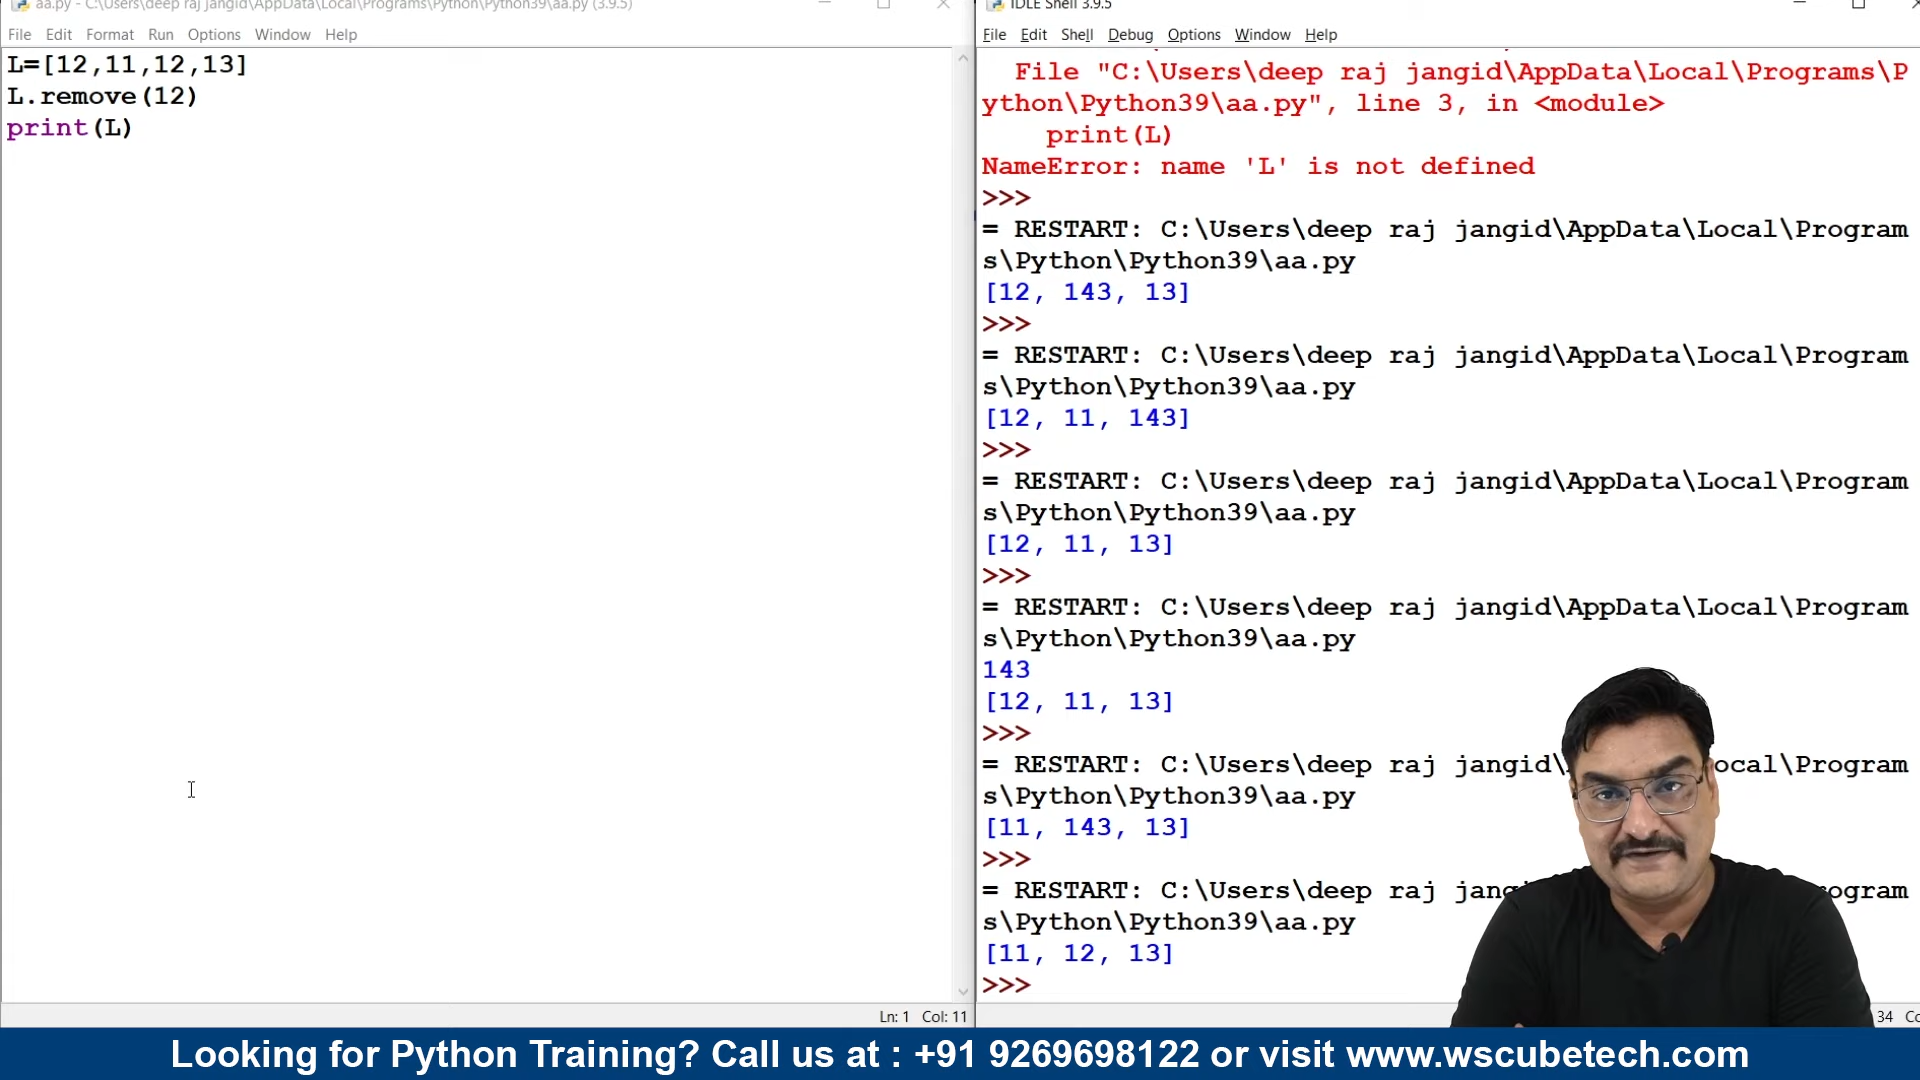 aa.py - C:\Users\deep raj jangid\AppData\Local\Programs\Python\Python39\aa.py (3.9.5)
File Edit Format Run Options Window Help
L=[12,11,12,13]
L.remove(12)
print(L)
Ln: 1 Col: 11
IDLE Shell 3.9.5
File Edit Shell Debug Options Window Help
File "C:\Users\deep raj jangid\AppData\Local\Programs\P
ython\Python39\aa.py", line 3, in <module>
print(L)
NameError: name 'L' is not defined
>>>
= RESTART: C:\Users\deep raj jangid\AppData\Local\Program
s\Python\Python39\aa.py
[12, 143, 13]
>>>
= RESTART: C:\Users\deep raj jangid\AppData\Local\Program
s\Python\Python39\aa.py
[12, 11, 143]
>>>
= RESTART: C:\Users\deep raj jangid\AppData\Local\Program
s\Python\Python39\aa.py
[12, 11, 13]
>>>
= RESTART: C:\Users\deep raj jangid\AppData\Local\Program
s\Python\Python39\aa.py
143
[12, 11, 13]
>>>
= RESTART: C:\Users\deep raj jangid\ ocal\Program
s\Python\Python39\aa.py
[11, 143, 13]
>>>
= RESTART: C:\Users\deep raj jang ogram
s\Python\Python39\aa.py
[11, 12, 13]
>>>
34 Co
Looking for Python Training? Call us at : +91 9269698122 or visit www.wscubetech.com